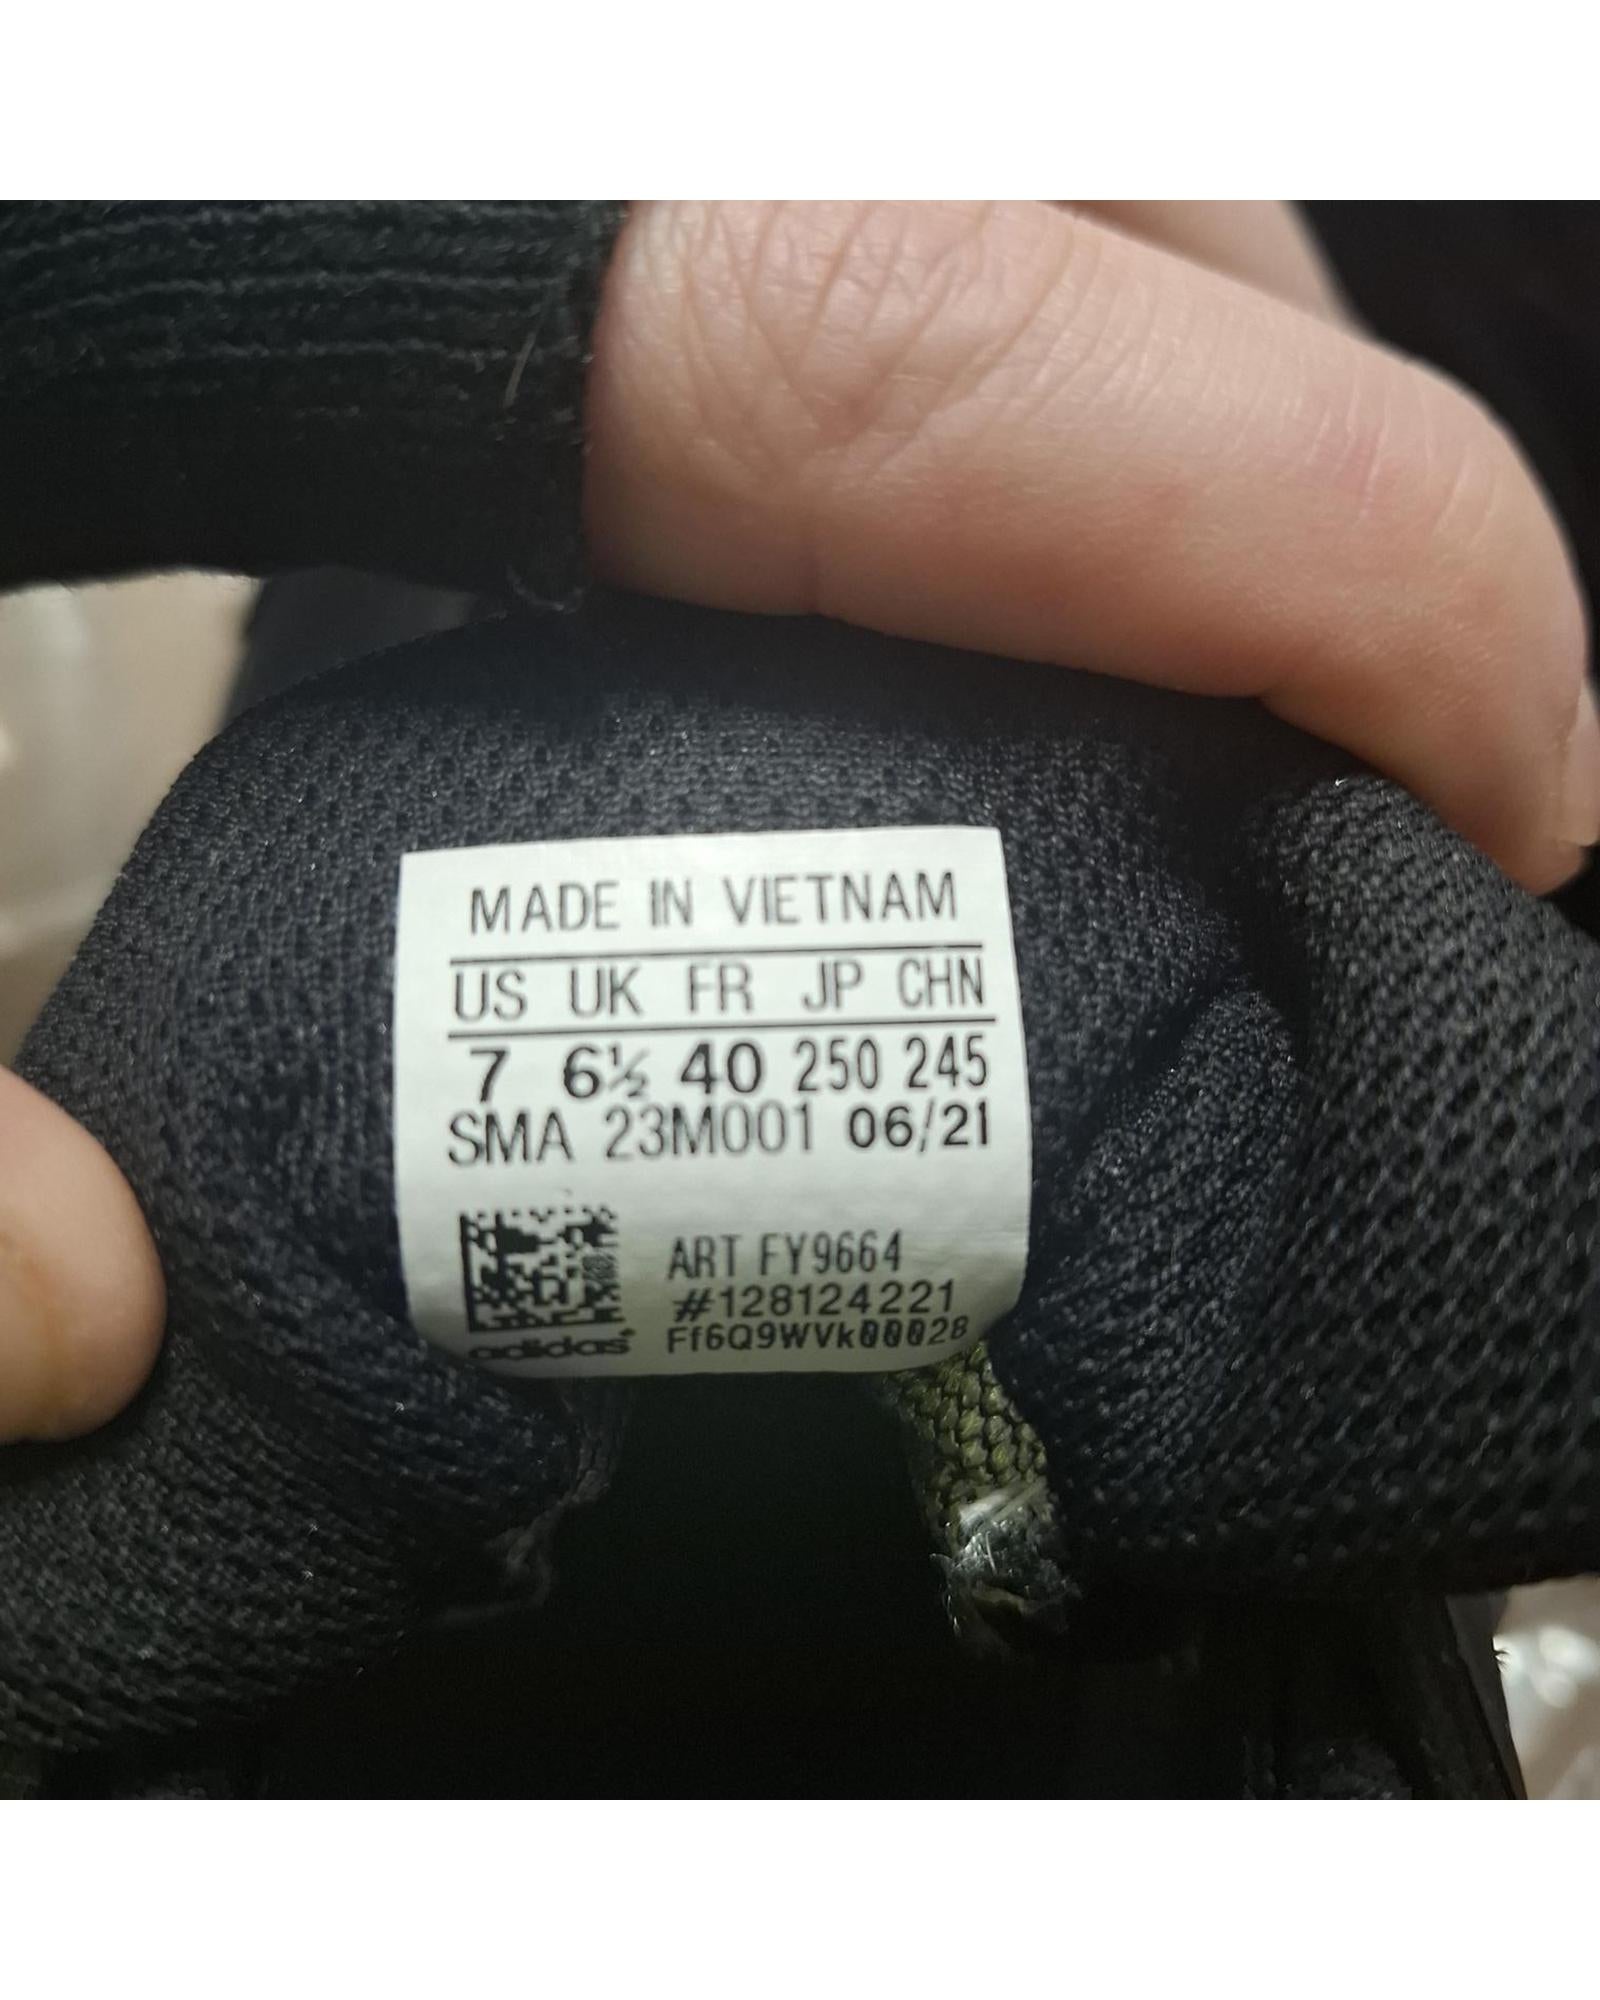 MADE IN VIETNAM
US UK FR JP CHN
7 6½ 40 250 245
SMA 23M001 06/21
ART FY9664
#128124221
Ff6Q9WVk00028
adidas